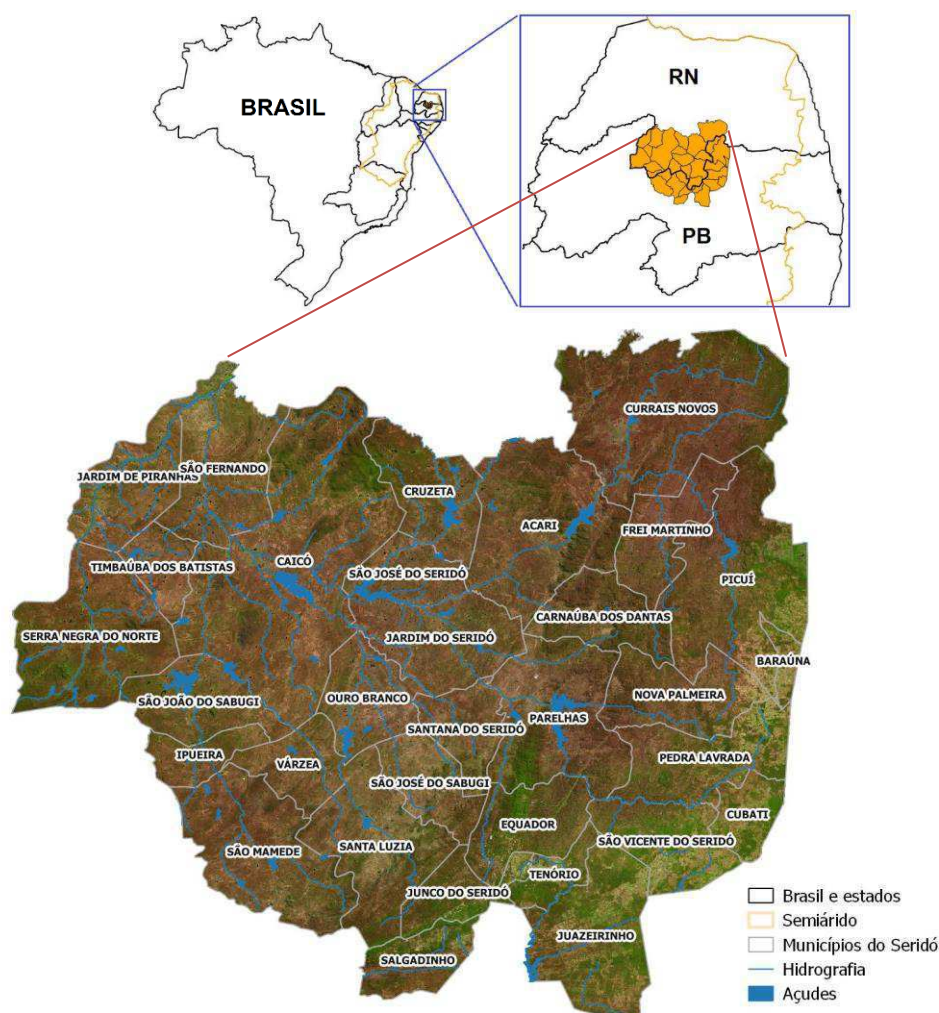 BRASIL
RN
PB
CURRAIS NOVOS
SÃO FERNANDO
JARDIM DE PIRANHAS
CRUZETA
ACARI
FREI MARTINHO
CAICÓ
TIMBAÚBA DOS BATISTAS
SÃO JOSÉ DO SERIDÓ
PICUÍ
CARNAÚBA DOS DANTAS
SERRA NEGRA DO NORTE
JARDIM DO SERIDÓ
BARAÚNA
SÃO JOÃO DO SABUGI
OURO BRANCO
NOVA PALMEIRA
PARELHAS
SANTANA DO SERIDÓ
IPUEIRA
VÁRZEA
PEDRA LAVRADA
SÃO JOSÉ DO SABUGI
CUBATI
EQUADOR
SÃO VICENTE DO SERIDÓ
SÃO MAMEDE
SANTA LUZIA
TENÓRIO
JUNCO DO SERIDÓ
JUAZEIRINHO
SALGADINHO
Brasil e estados
Semiárido
Municípios do Seridó
Hidrografia
Açudes